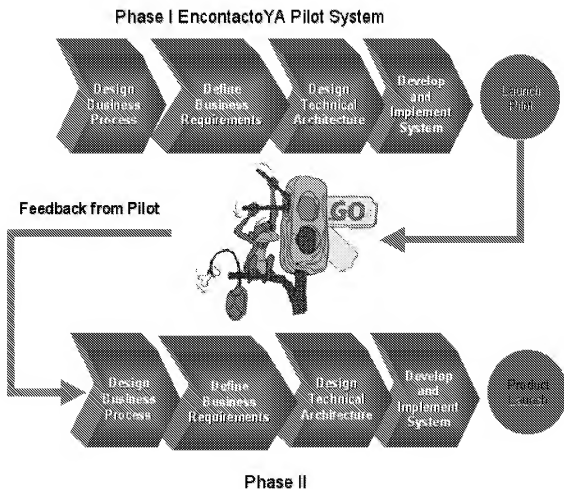 Phase I EncontactoYA Pilot System
Design
Business
Process
Define
Business
Requirements
Design
Technical
Architecture
Develop
and
Implement
System
Launch
Pilot
GO
Feedback from Pilot
Design
Business
Process
Define
Business
Requirements
Design
Technical
Architecture
Develop
and
Implement
System
Product
Launch
Phase II